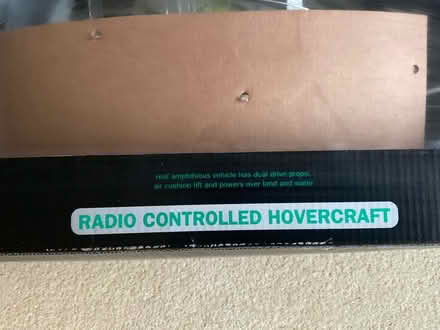 real amphibious vehicle has dual drive props,
air cushion lift and powers over land and water
RADIO CONTROLLED HOVERCRAFT